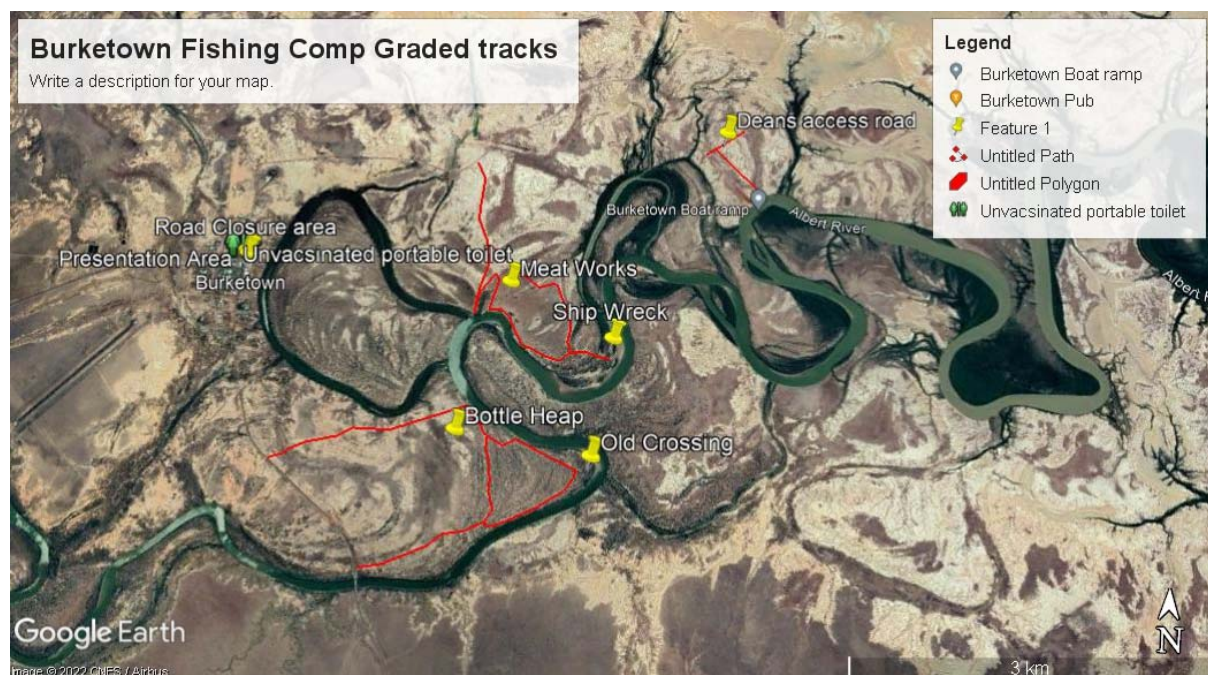 Burketown Fishing Comp Graded tracks
Write a description for your map.
Legend
Burketown Boat ramp
Burketown Pub
Feature 1
Untitled Path
Untitled Polygon
Unvacsinated portable toilet
Deans access road
Burketown Boat ramp
Albert River
Road Closure area
Unvacsinated portable toilet
Presentation Area
Burketown
Meat Works
Ship Wreck
Albert
Bottle Heap
Old Crossing
Google Earth
Image © 2022 CNES / Airbus
N
3 km